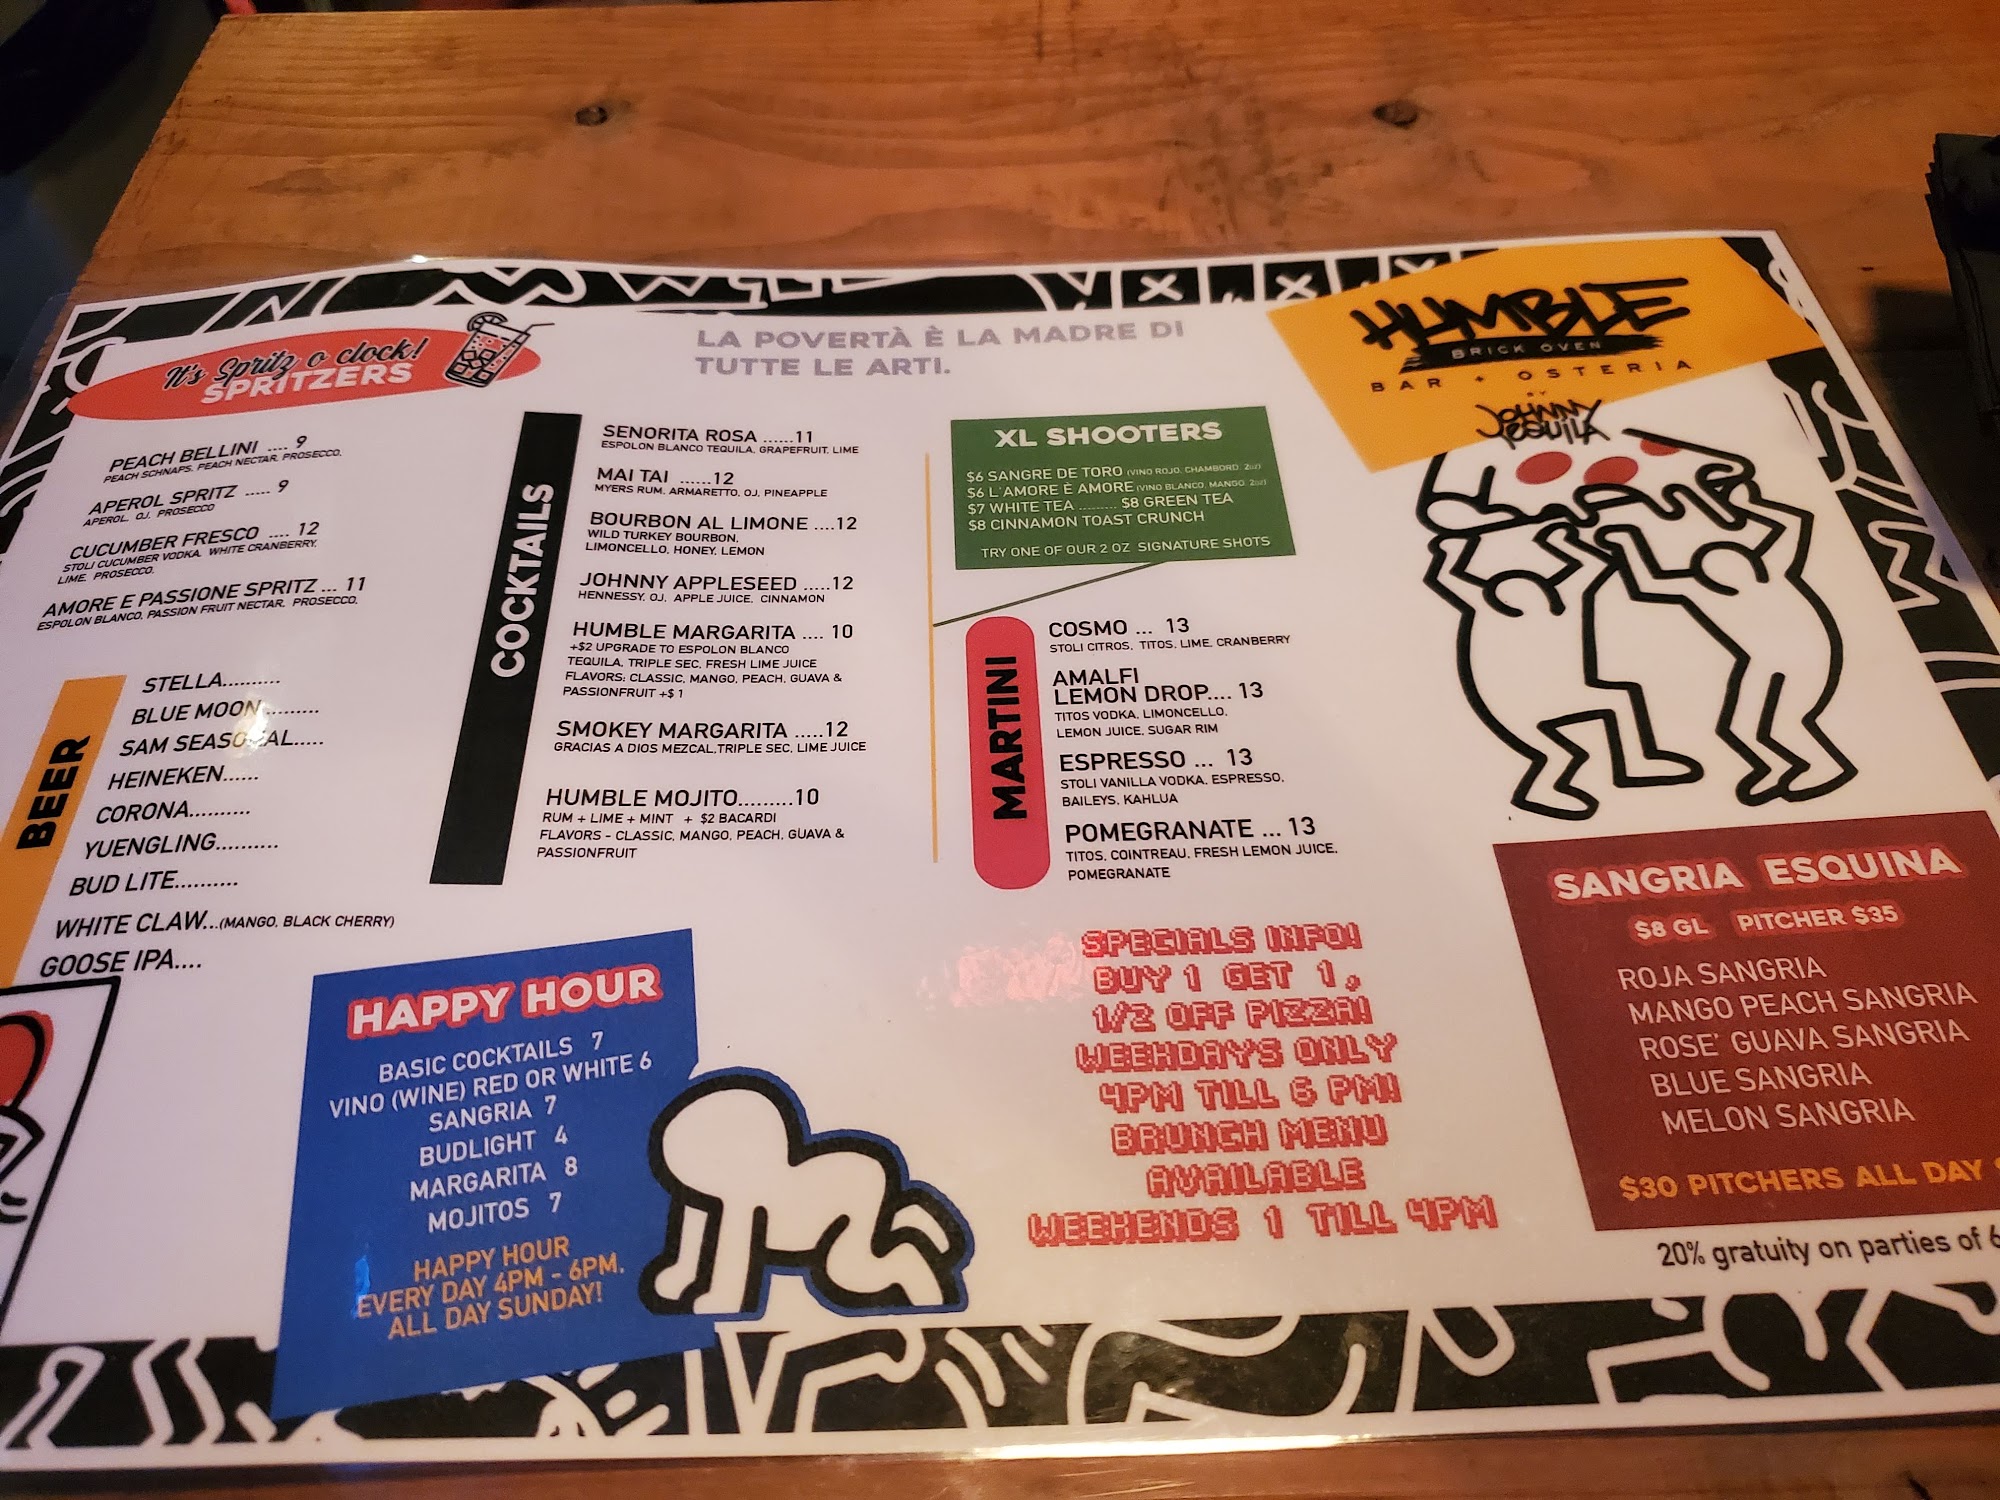 LA POVERTÀ È LA MADRE DI
TUTTE LE ARTI.
HUMBLE
BRICK OVEN
BAR + OSTERIA
BY
JOHNNY
TEQUILA
It's Spritz o clock!
SPRITZERS
PEACH BELLINI .... 9
PEACH SCHNAPS, PEACH NECTAR, PROSECCO,
APEROL SPRITZ ..... 9
APEROL, OJ, PROSECCO
CUCUMBER FRESCO .... 12
STOLI CUCUMBER VODKA, WHITE CRANBERRY,
LIME, PROSECCO,
AMORE E PASSIONE SPRITZ ... 11
ESPOLON BLANCO, PASSION FRUIT NECTAR, PROSECCO,
BEER
STELLA..........
BLUE MOON.........
SAM SEASONAL.....
HEINEKEN......
CORONA..........
YUENGLING..........
BUD LITE..........
WHITE CLAW...(MANGO, BLACK CHERRY)
GOOSE IPA....
COCKTAILS
SENORITA ROSA ......11
ESPOLON BLANCO TEQUILA, GRAPEFRUIT, LIME
MAI TAI ......12
MYERS RUM, ARMARETTO, OJ, PINEAPPLE
BOURBON AL LIMONE ....12
WILD TURKEY BOURBON,
LIMONCELLO, HONEY, LEMON
JOHNNY APPLESEED .....12
HENNESSY, OJ, APPLE JUICE, CINNAMON
HUMBLE MARGARITA .... 10
+$2 UPGRADE TO ESPOLON BLANCO
TEQUILA, TRIPLE SEC, FRESH LIME JUICE
FLAVORS: CLASSIC, MANGO, PEACH, GUAVA &
PASSIONFRUIT +$ 1
SMOKEY MARGARITA .....12
GRACIAS A DIOS MEZCAL,TRIPLE SEC, LIME JUICE
HUMBLE MOJITO.........10
RUM + LIME + MINT + $2 BACARDI
FLAVORS - CLASSIC, MANGO, PEACH, GUAVA &
PASSIONFRUIT
XL SHOOTERS
$6 SANGRE DE TORO (VINO ROJO, CHAMBORD, 2oz)
$6 L'AMORE È AMORE (VINO BLANCO, MANGO, 2oz)
$7 WHITE TEA ......... $8 GREEN TEA
$8 CINNAMON TOAST CRUNCH
TRY ONE OF OUR 2 OZ SIGNATURE SHOTS
MARTINI
COSMO ... 13
STOLI CITROS, TITOS, LIME, CRANBERRY
AMALFI
LEMON DROP.... 13
TITOS VODKA, LIMONCELLO,
LEMON JUICE, SUGAR RIM
ESPRESSO ... 13
STOLI VANILLA VODKA, ESPRESSO,
BAILEYS, KAHLUA
POMEGRANATE ... 13
TITOS, COINTREAU, FRESH LEMON JUICE,
POMEGRANATE
HAPPY HOUR
BASIC COCKTAILS 7
VINO (WINE) RED OR WHITE 6
SANGRIA 7
BUDLIGHT 4
MARGARITA 8
MOJITOS 7
HAPPY HOUR
EVERY DAY 4PM - 6PM,
ALL DAY SUNDAY!
SPECIALS INFO!
BUY 1 GET 1,
1/2 OFF PIZZA!
WEEKDAYS ONLY
4PM TILL 6 PM!
BRUNCH MENU
AVAILABLE
WEEKENDS 1 TILL 4PM
SANGRIA ESQUINA
$8 GL PITCHER $35
ROJA SANGRIA
MANGO PEACH SANGRIA
ROSE' GUAVA SANGRIA
BLUE SANGRIA
MELON SANGRIA
$30 PITCHERS ALL DAY
20% gratuity on parties of 6